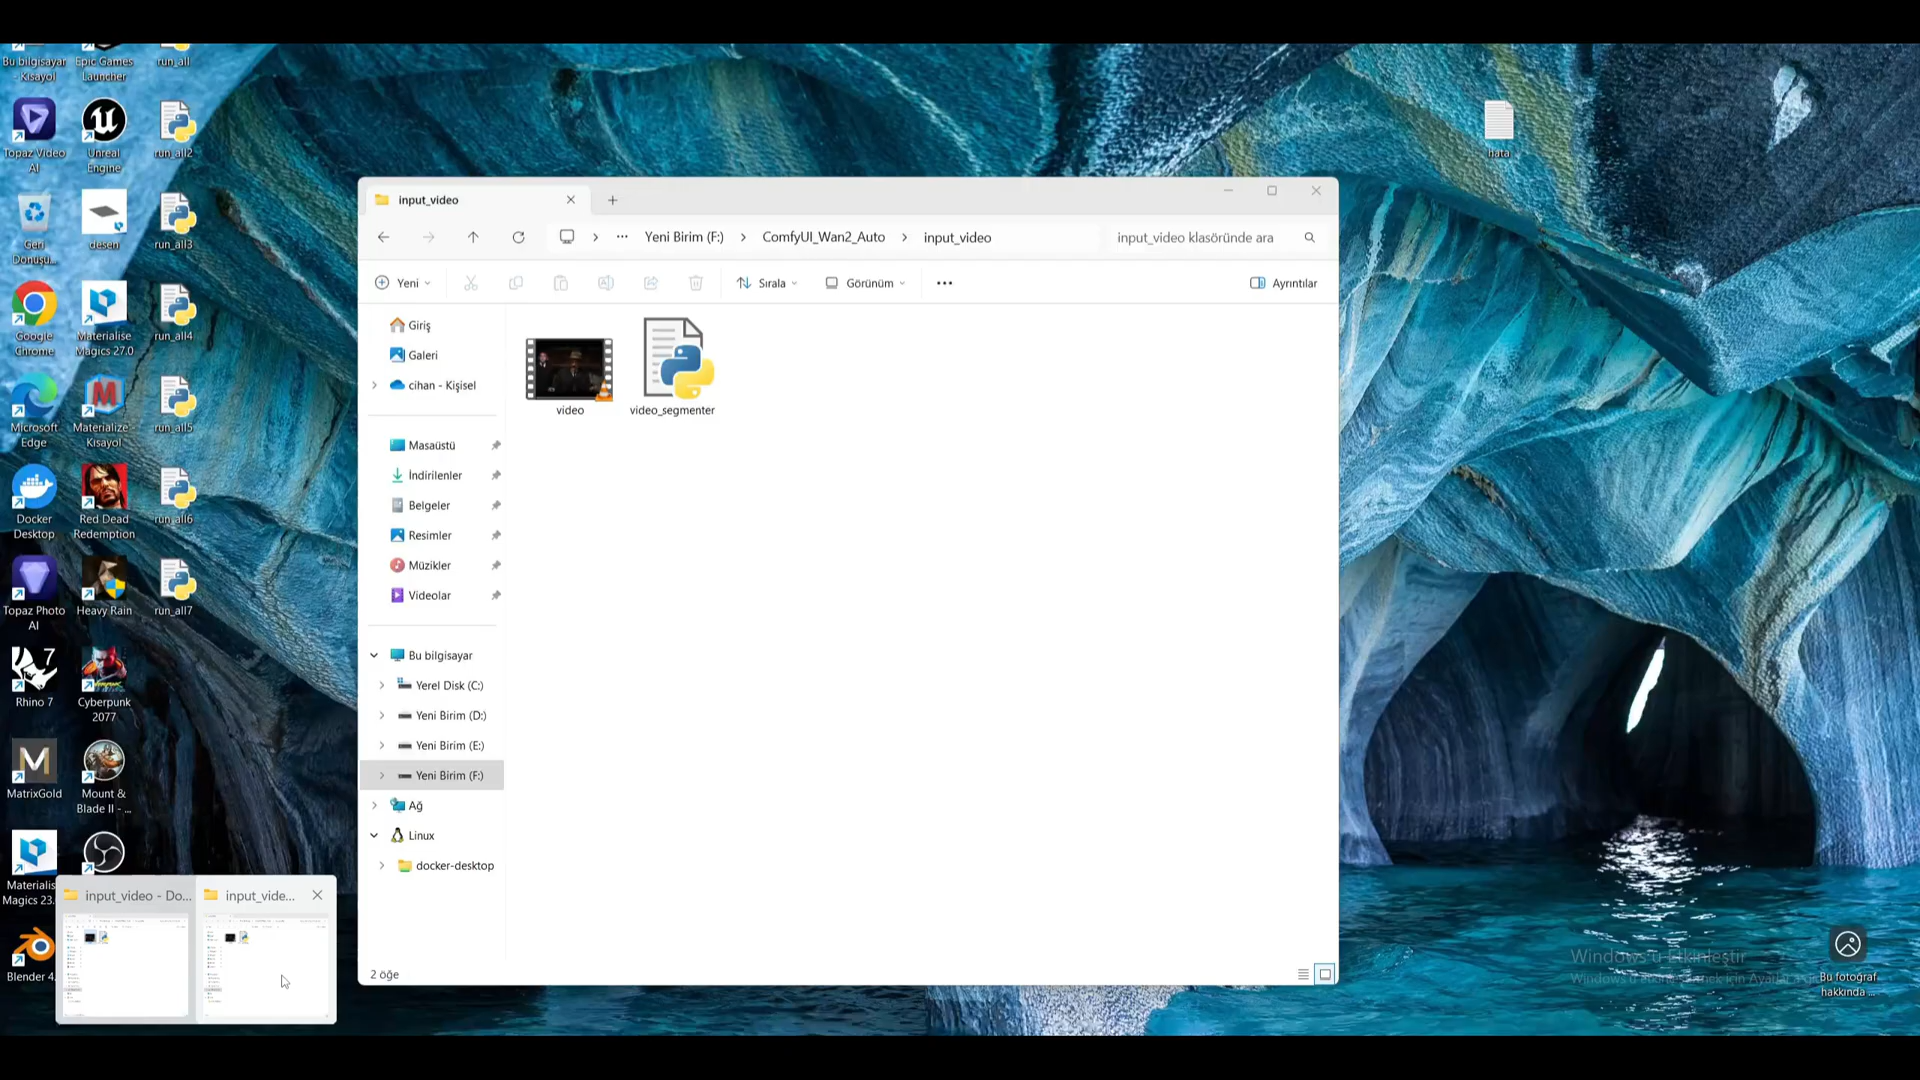 Bu bilgisayar
- Kısayol
Epic Games
Launcher
run_all
Topaz Video
AI
Unreal
Engine
run_all2
Geri
Dönüşü...
desen
run_all3
Google
Chrome
Materialise
Magics 27.0
run_all4
Microsoft
Edge
Materialize -
Kısayol
run_all5
Docker
Desktop
Red Dead
Redemption
run_all6
Topaz Photo
AI
Heavy Rain
run_all7
Rhino 7
Cyberpunk
2077
MatrixGold
Mount &
Blade II - ...
Materialis
Magics 23.
Blender 4.
hata
input_video
Yeni Birim (F:)
ComfyUI_Wan2_Auto
input_video
input_video klasöründe ara
Yeni
Sırala
Görünüm
Ayrıntılar
Giriş
Galeri
cihan - Kişisel
Masaüstü
İndirilenler
Belgeler
Resimler
Müzikler
Videolar
Bu bilgisayar
Yerel Disk (C:)
Yeni Birim (D:)
Yeni Birim (E:)
Yeni Birim (F:)
Ağ
Linux
docker-desktop
video
video_segmenter
2 öğe
input_video - Do...
input_vide...
Windows'u Etkinleştir
Bu fotoğraf
hakkında ...